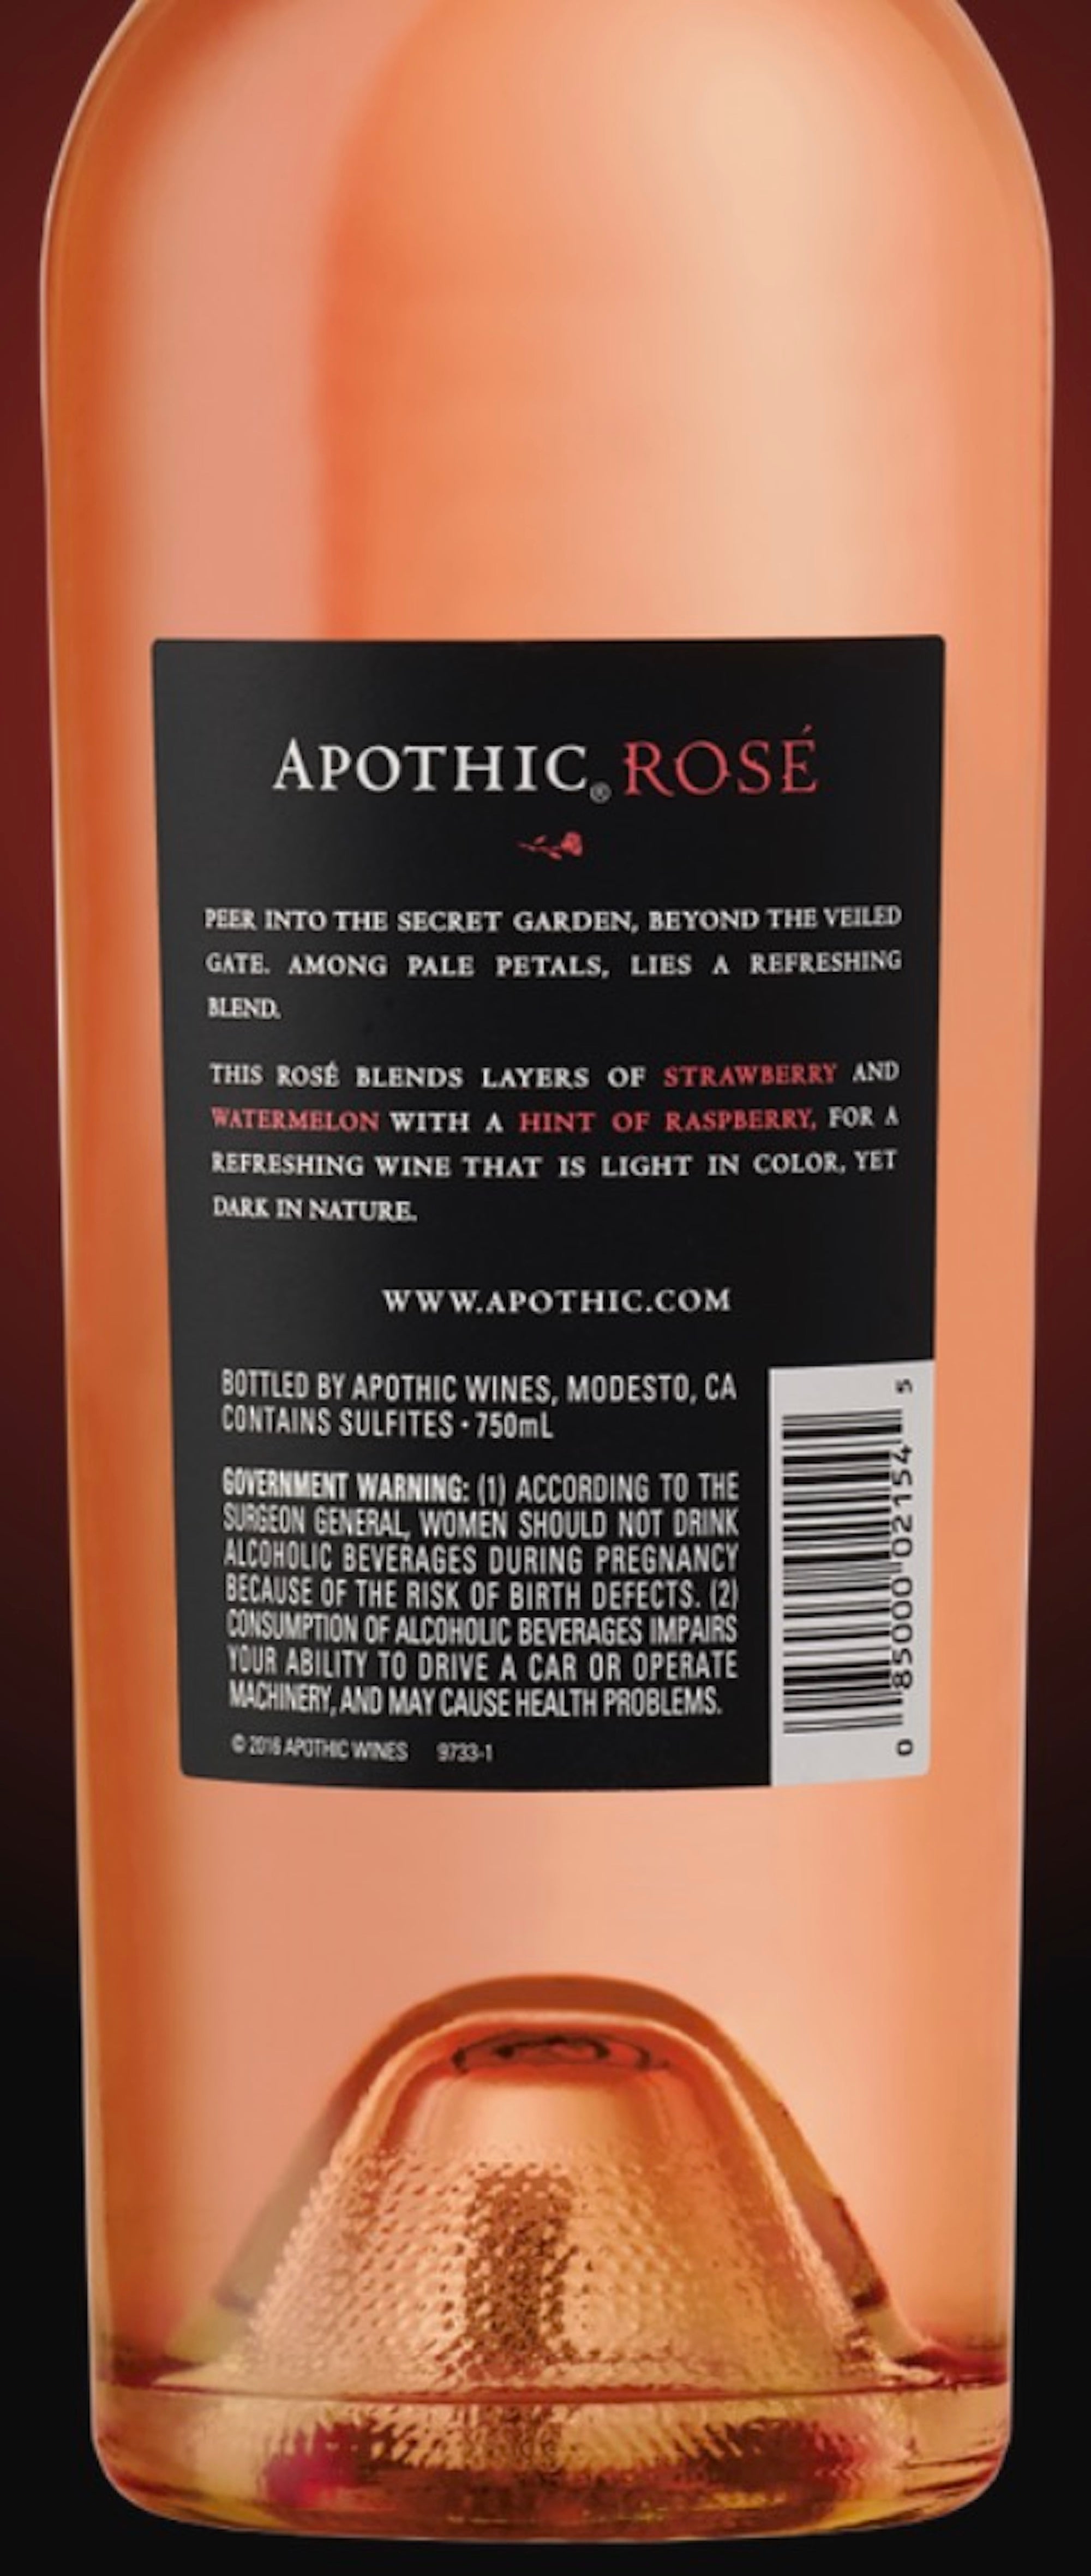 APOTHIC® ROSÉ
PEER INTO THE SECRET GARDEN, BEYOND THE VEILED
GATE. AMONG PALE PETALS, LIES A REFRESHING
BLEND.
THIS ROSÉ BLENDS LAYERS OF STRAWBERRY AND
WATERMELON WITH A HINT OF RASPBERRY, FOR A
REFRESHING WINE THAT IS LIGHT IN COLOR, YET
DARK IN NATURE.
WWW.APOTHIC.COM
BOTTLED BY APOTHIC WINES, MODESTO, CA
CONTAINS SULFITES • 750mL
GOVERNMENT WARNING: (1) ACCORDING TO THE
SURGEON GENERAL, WOMEN SHOULD NOT DRINK
ALCOHOLIC BEVERAGES DURING PREGNANCY
BECAUSE OF THE RISK OF BIRTH DEFECTS. (2)
CONSUMPTION OF ALCOHOLIC BEVERAGES IMPAIRS
YOUR ABILITY TO DRIVE A CAR OR OPERATE
MACHINERY, AND MAY CAUSE HEALTH PROBLEMS.
© 2016 APOTHIC WINES 9733-1
0 85000 02154 5